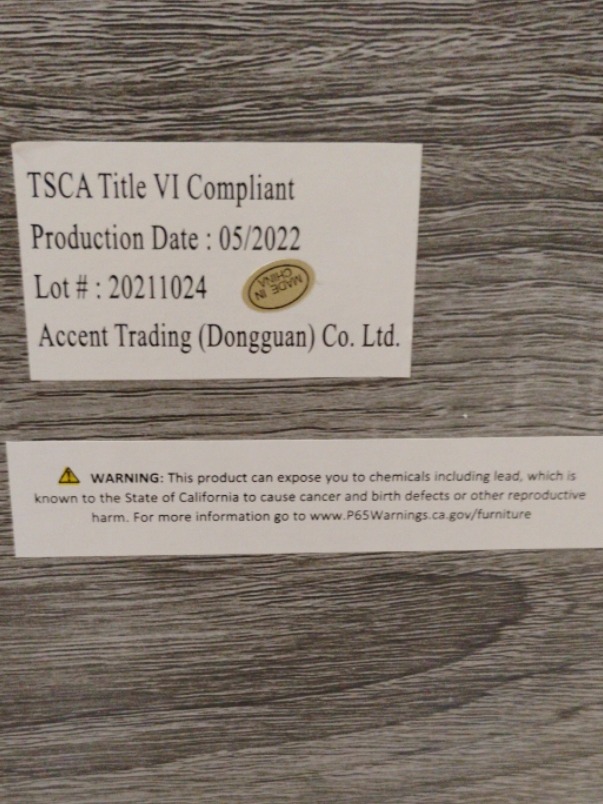 TSCA Title VI Compliant
Production Date : 05/2022
Lot # : 20211024
MADE IN
CHINA
Accent Trading (Dongguan) Co. Ltd.
WARNING: This product can expose you to chemicals including lead, which is
known to the State of California to cause cancer and birth defects or other reproductive
harm. For more information go to www.P65Warnings.ca.gov/furniture